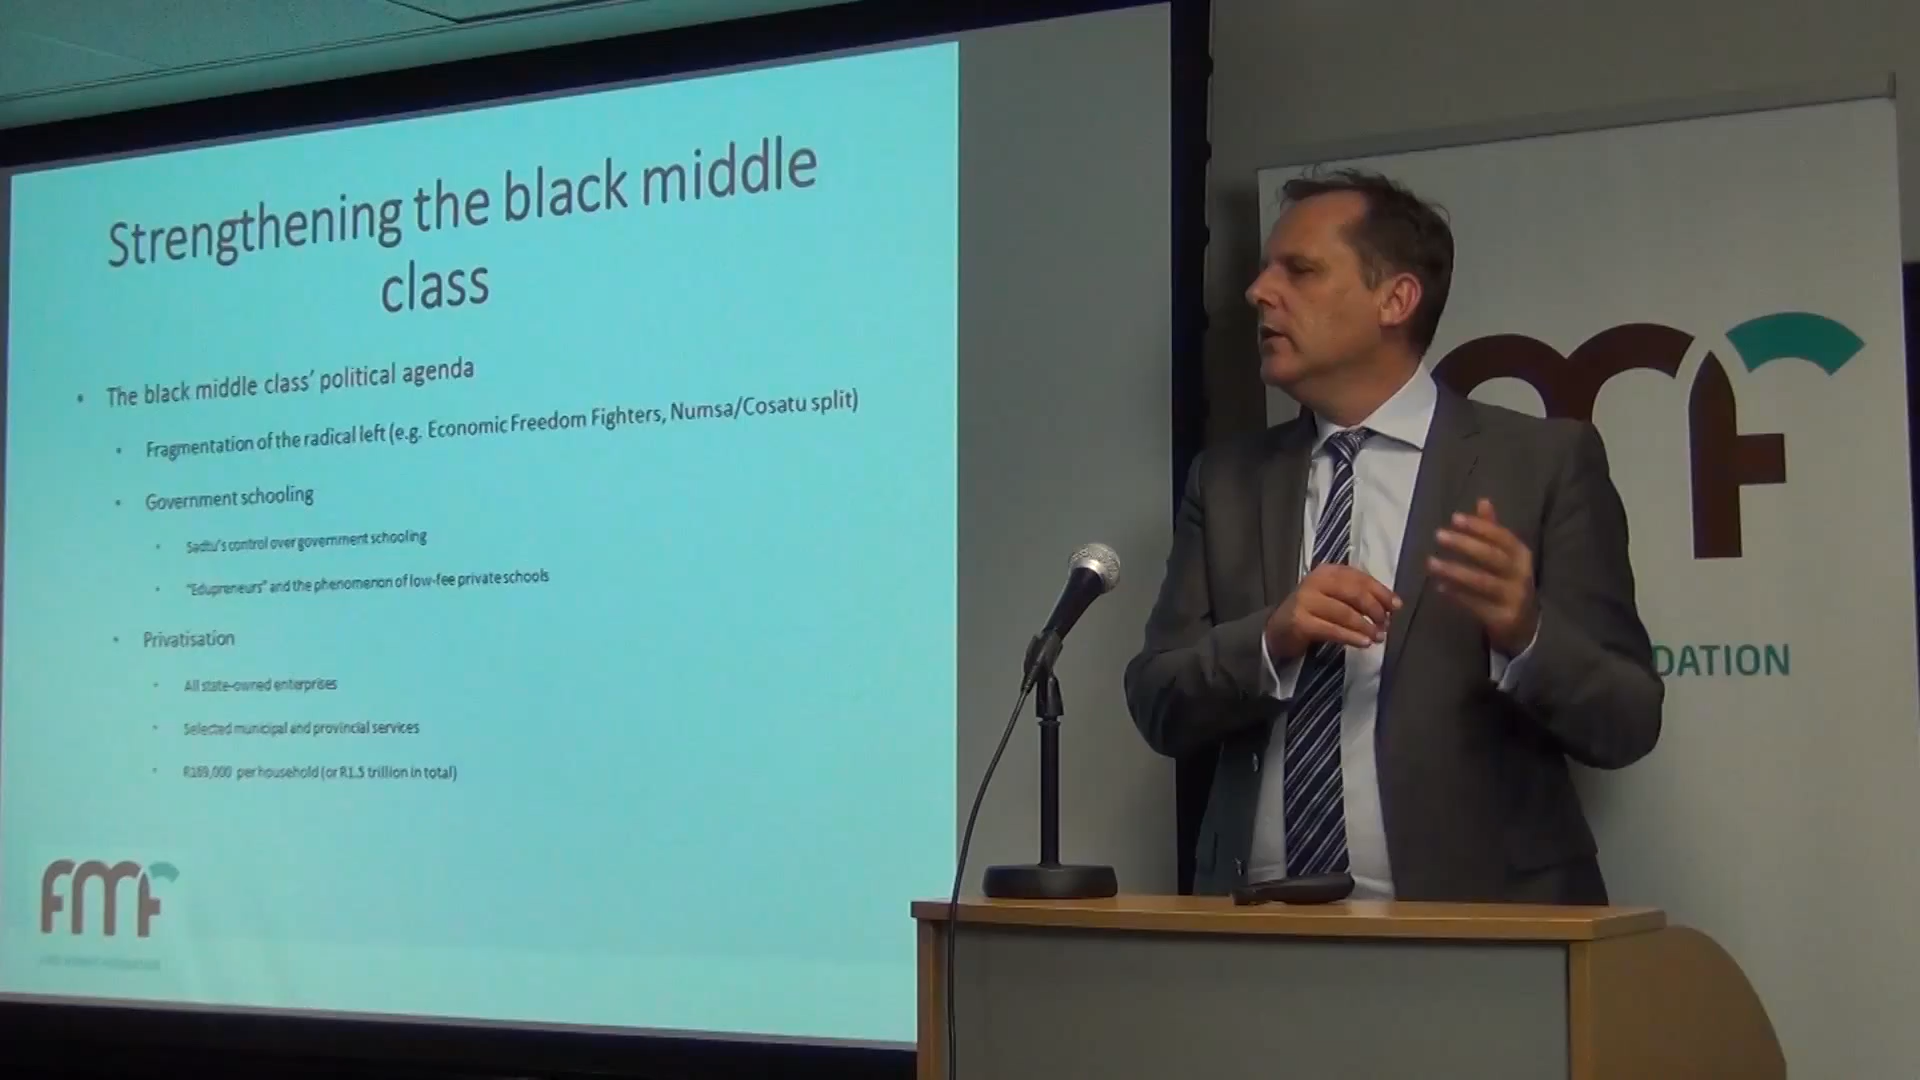 Strengthening the black middle
class
• The black middle class' political agenda
• Fragmentation of the radical left (e.g. Economic Freedom Fighters, Numsa/Cosatu split)
• Government schooling
• Sadtu's control over government schooling
• "Edupreneurs" and the phenomenon of low-fee private schools
• Privatisation
• All state-owned enterprises
• Selected municipal and provincial services
• R169,000 per household (or R1.5 trillion in total)
FMF
DATION